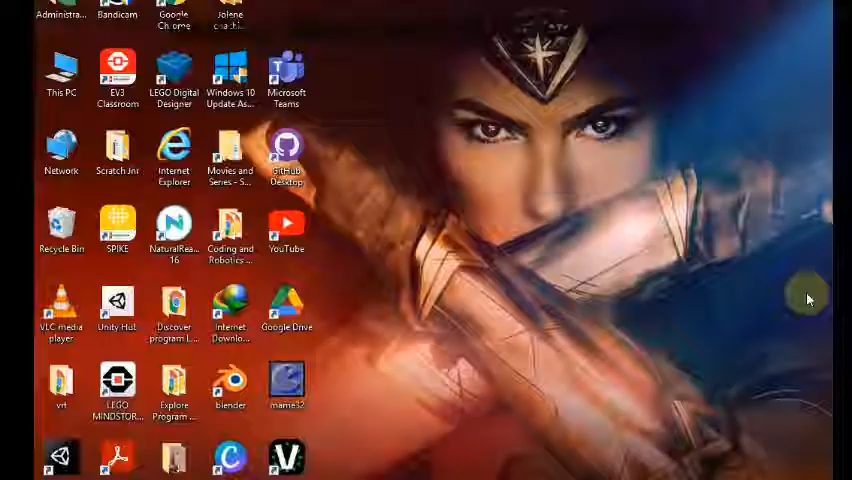 Administra...
Bandicam
Google
Chrome
Jolene
This PC
EV3
Classroom
LEGO Digital
Designer
Windows 10
Update As...
Microsoft
Teams
Network
Scratch Jnr
Internet
Explorer
Movies and
Series - S...
GitHub
Desktop
Recycle Bin
SPIKE
NaturalRea...
16
Coding and
Robotics ...
YouTube
VLC media
player
Unity Hub
Discover
program L...
Internet
Downlo...
Google Drive
vrt
LEGO
MINDSTOR...
Explore
Program ...
blender
mame32